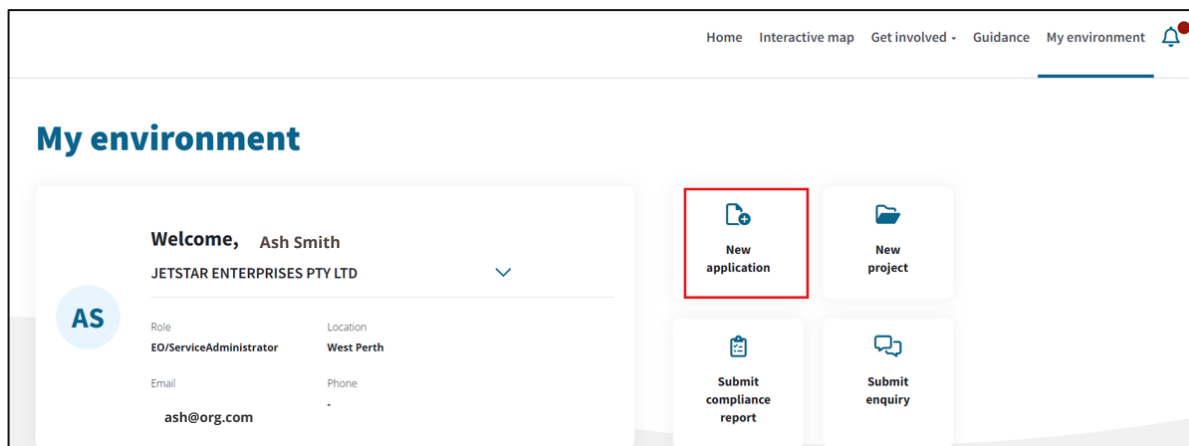 Home Interactive map Get involved Guidance My environment
My environment
Welcome, Ash Smith
JETSTAR ENTERPRISES PTY LTD
AS
Role Location
EO/ServiceAdministrator West Perth
Email Phone
ash@org.com -
New
application
New
project
Submit
compliance
report
Submit
enquiry